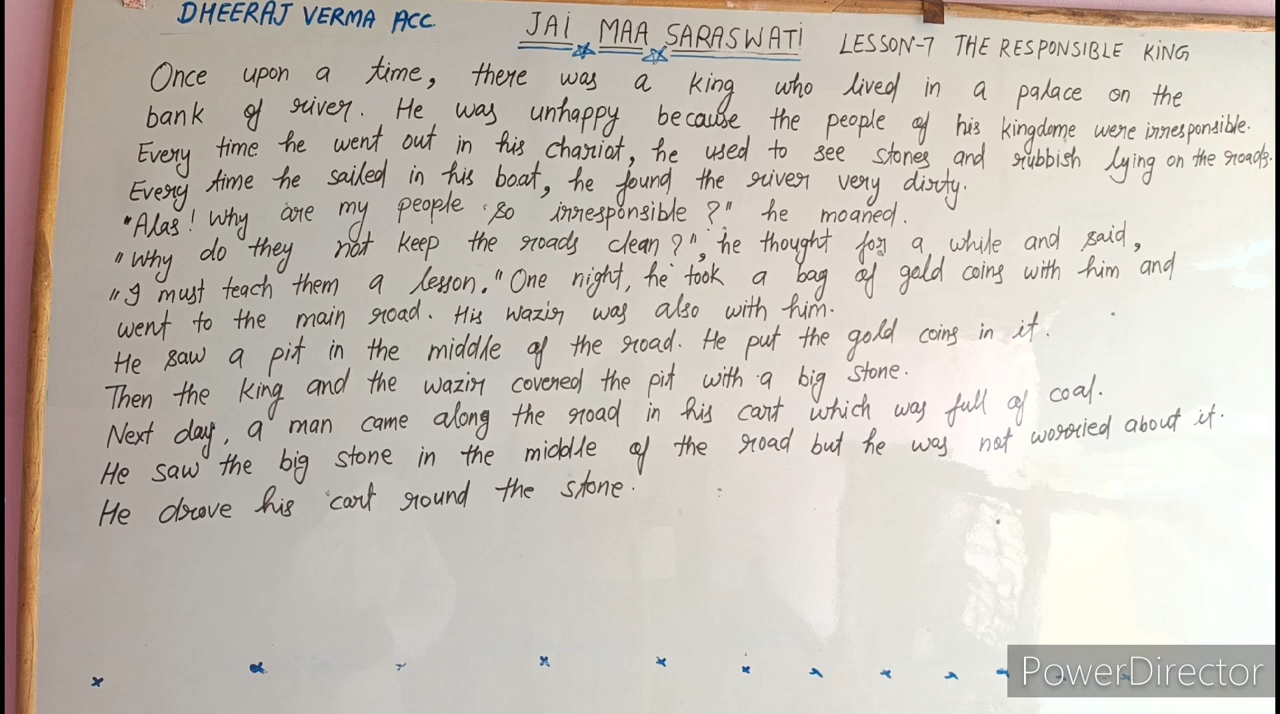 DHEERAJ VERMA ACC
JAI MAA SARASWATI
LESSON-7 THE RESPONSIBLE KING
Once upon a time, there was a king who lived in a palace on the
bank of river. He was unhappy because the people of his kingdome were irresponsible.
Every time he went out in his chariot, he used to see stones and rubbish lying on the roads.
Every time he sailed in his boat, he found the river very dirty.
"Alas! Why are my people so irresponsible?" he moaned.
"Why do they not keep the roads clean?", he thought for a while and said,
"I must teach them a lesson." One night, he took a bag of gold coins with him and
went to the main road. His wazir was also with him.
He saw a pit in the middle of the road. He put the gold coins in it.
Then the king and the wazir covered the pit with a big stone.
Next day, a man came along the road in his cart which was full of coal.
He saw the big stone in the middle of the road but he was not worried about it.
He drove his cart round the stone.
PowerDirector